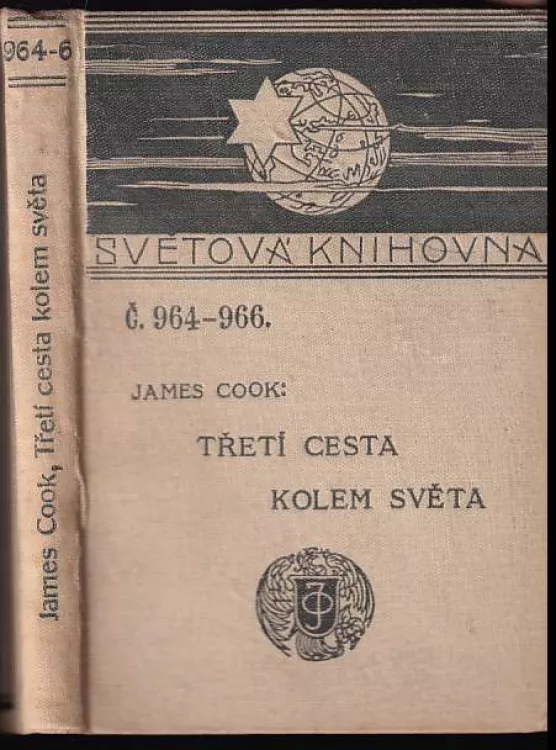 964-6
James Cook, Třetí cesta kolem světa
SVĚTOVÁ KNIHOVNA
Č. 964-966.
JAMES COOK:
TŘETÍ CESTA
KOLEM SVĚTA